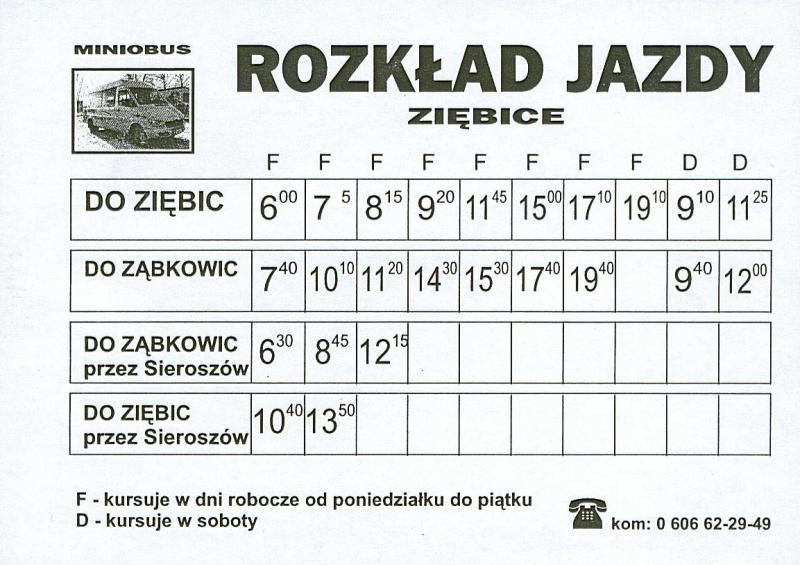 MINIOBUS
ROZKŁAD JAZDY
ZIĘBICE
F F F F F F F F D D
DO ZIĘBIC 6 00 7 5 8 15 9 20 11 45 15 00 17 10 19 10 9 10 11 25
DO ZĄBKOWIC 7 40 10 10 11 20 14 30 15 30 17 40 19 40 9 40 12 00
DO ZĄBKOWIC
przez Sieroszów 6 30 8 45 12 15
DO ZIĘBIC
przez Sieroszów 10 40 13 50
F - kursuje w dni robocze od poniedziałku do piątku
D - kursuje w soboty
kom: 0 606 62-29-49